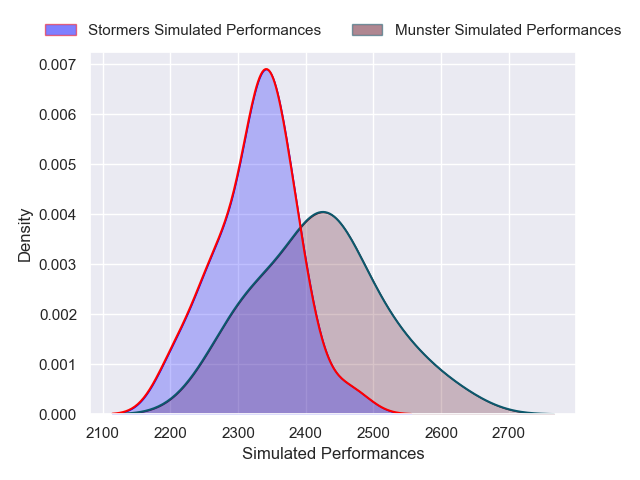 Stormers Simulated Performances
Munster Simulated Performances
0.007
0.006
0.005
0.004
0.003
0.002
0.001
0.000
Density
2100 2200 2300 2400 2500 2600 2700
Simulated Performances